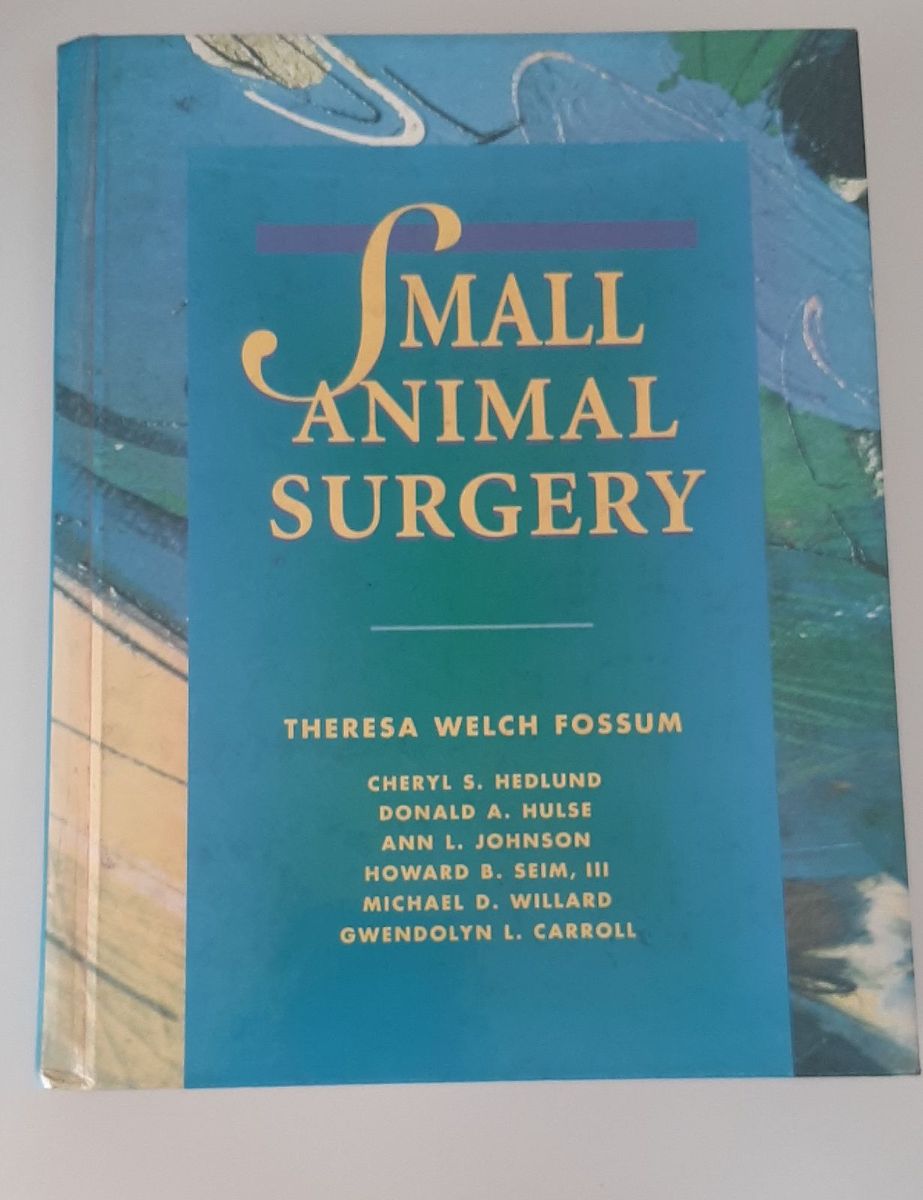 SMALL
ANIMAL
SURGERY
THERESA WELCH FOSSUM
CHERYL S. HEDLUND
DONALD A. HULSE
ANN L. JOHNSON
HOWARD B. SEIM, III
MICHAEL D. WILLARD
GWENDOLYN L. CARROLL